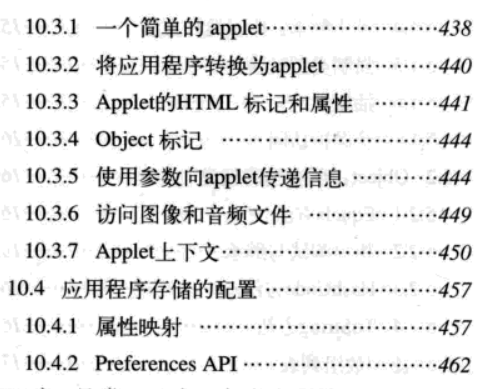 10.3.1 一个简单的 applet……………………438
10.3.2 将应用程序转换为applet …………440
10.3.3 Applet的HTML 标记和属性 ………441
10.3.4 Object 标记 …………………………444
10.3.5 使用参数向applet传递信息 ………444
10.3.6 访问图像和音频文件 ………………449
10.3.7 Applet上下文…………………………450
10.4 应用程序存储的配置 …………………457
10.4.1 属性映射 ……………………………457
10.4.2 Preferences API ………………………462